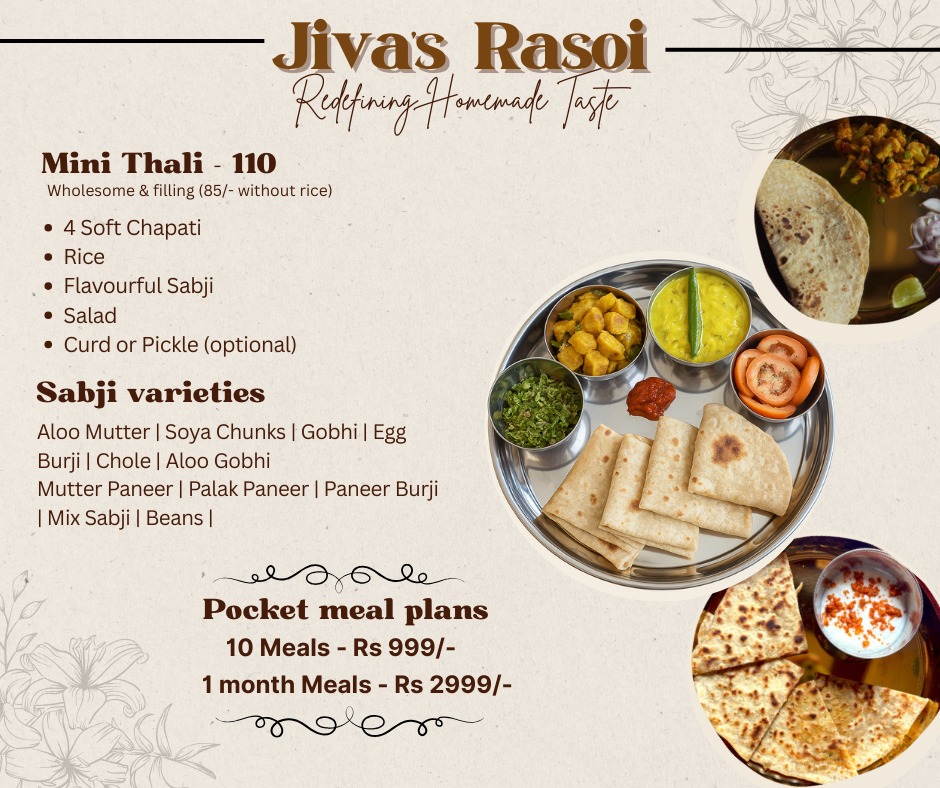 Jiva's Rasoi
Redefining Homemade Taste
Mini Thali - 110
Wholesome & filling (85/- without rice)
• 4 Soft Chapati
• Rice
• Flavourful Sabji
• Salad
• Curd or Pickle (optional)
Sabji varieties
Aloo Mutter | Soya Chunks | Gobhi | Egg
Burji | Chole | Aloo Gobhi
Mutter Paneer | Palak Paneer | Paneer Burji
| Mix Sabji | Beans |
Pocket meal plans
10 Meals - Rs 999/-
1 month Meals - Rs 2999/-